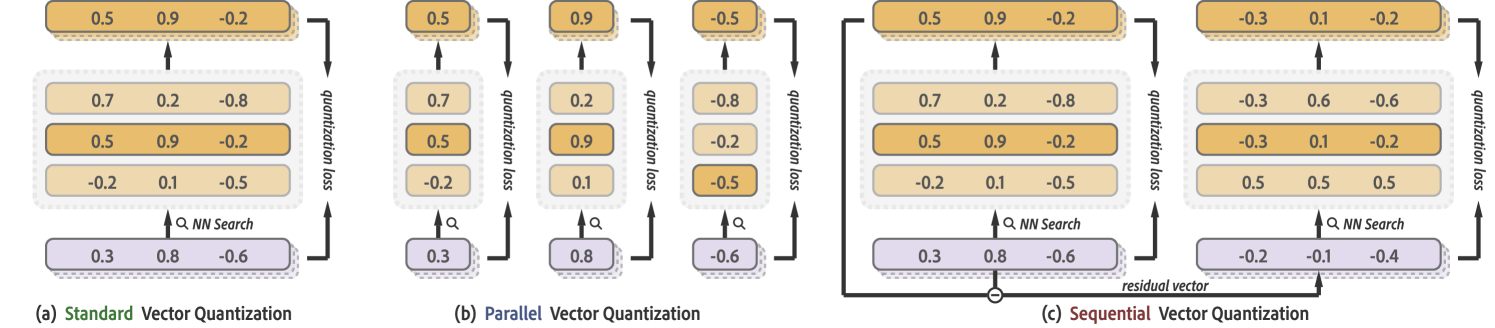 0.5 0.9 -0.2
0.7 0.2 -0.8
0.5 0.9 -0.2
-0.2 0.1 -0.5
NN Search
0.3 0.8 -0.6
quantization loss
(a) Standard Vector Quantization
0.5 0.9 -0.5
0.7 0.2 -0.8
0.5 0.9 -0.2
-0.2 0.1 -0.5
0.3 0.8 -0.6
quantization loss
quantization loss
quantization loss
(b) Parallel Vector Quantization
0.5 0.9 -0.2
0.7 0.2 -0.8
0.5 0.9 -0.2
-0.2 0.1 -0.5
NN Search
0.3 0.8 -0.6
quantization loss
-0.3 0.1 -0.2
-0.3 0.6 -0.6
-0.3 0.1 -0.2
0.5 0.5 0.5
NN Search
-0.2 -0.1 -0.4
quantization loss
residual vector
(c) Sequential Vector Quantization